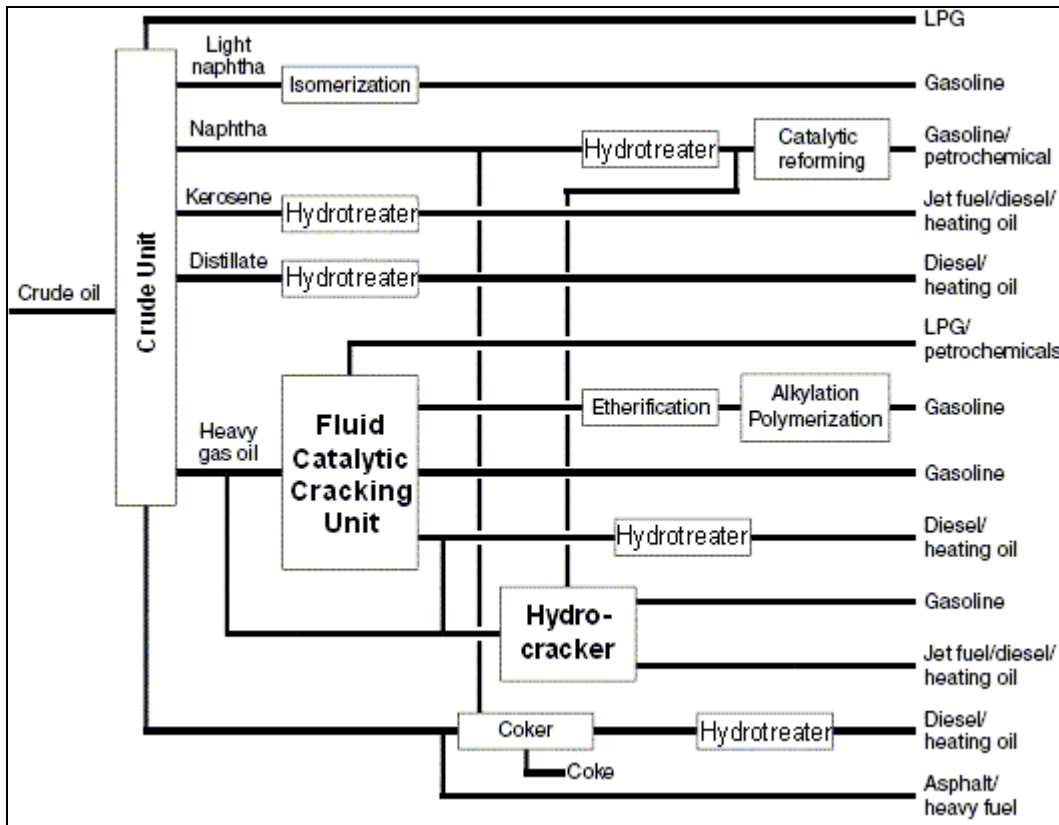 LPG
Light
naphtha
Isomerization
Gasoline
Naphtha
Hydrotreater
Catalytic
reforming
Gasoline/
petrochemical
Kerosene
Hydrotreater
Jet fuel/diesel/
heating oil
Distillate
Hydrotreater
Diesel/
heating oil
Crude oil
Crude Unit
LPG/
petrochemicals
Heavy
gas oil
Fluid
Catalytic
Cracking
Unit
Etherification
Alkylation
Polymerization
Gasoline
Gasoline
Hydrotreater
Diesel/
heating oil
Hydro-
cracker
Gasoline
Jet fuel/diesel/
heating oil
Coker
Hydrotreater
Diesel/
heating oil
Coke
Asphalt/
heavy fuel